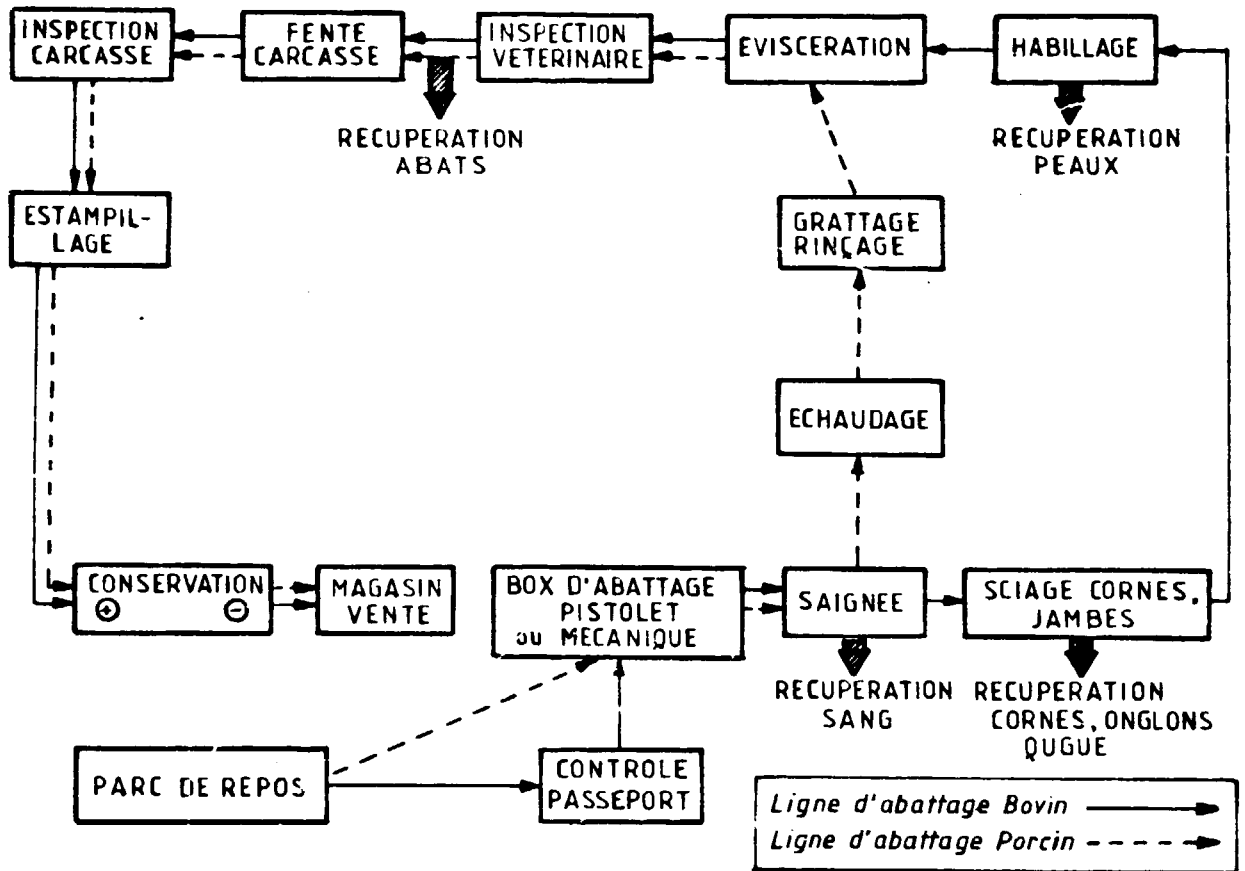 INSPECTION
CARCASSE
FENTE
CARCASSE
INSPECTION
VETERINAIRE
EVISCERATION
HABILLAGE
RECUPERATION
ABATS
RECUPERATION
PEAUX
ESTAMPIL-
LAGE
GRATTAGE
RINÇAGE
ECHAUDAGE
CONSERVATION
+ -
MAGASIN
VENTE
BOX D'ABATTAGE
PISTOLET
ou MECANIQUE
SAIGNEE
SCIAGE CORNES,
JAMBES
RECUPERATION
SANG
RECUPERATION
CORNES, ONGLONS
QUGUE
PARC DE REPOS
CONTROLE
PASSEPORT
Ligne d'abattage Bovin
Ligne d'abattage Porcin